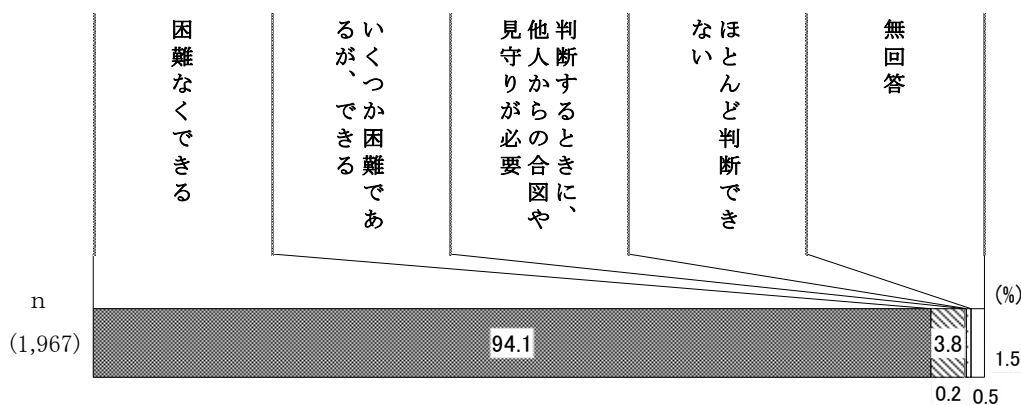 困難なくできる
いくつか困難であ
るが、できる
判断するときに、
他人からの合図や
見守りが必要
ほとんど判断でき
ない
無回答
(%)
n
(1,967)
94.1
3.8
1.5
0.2
0.5